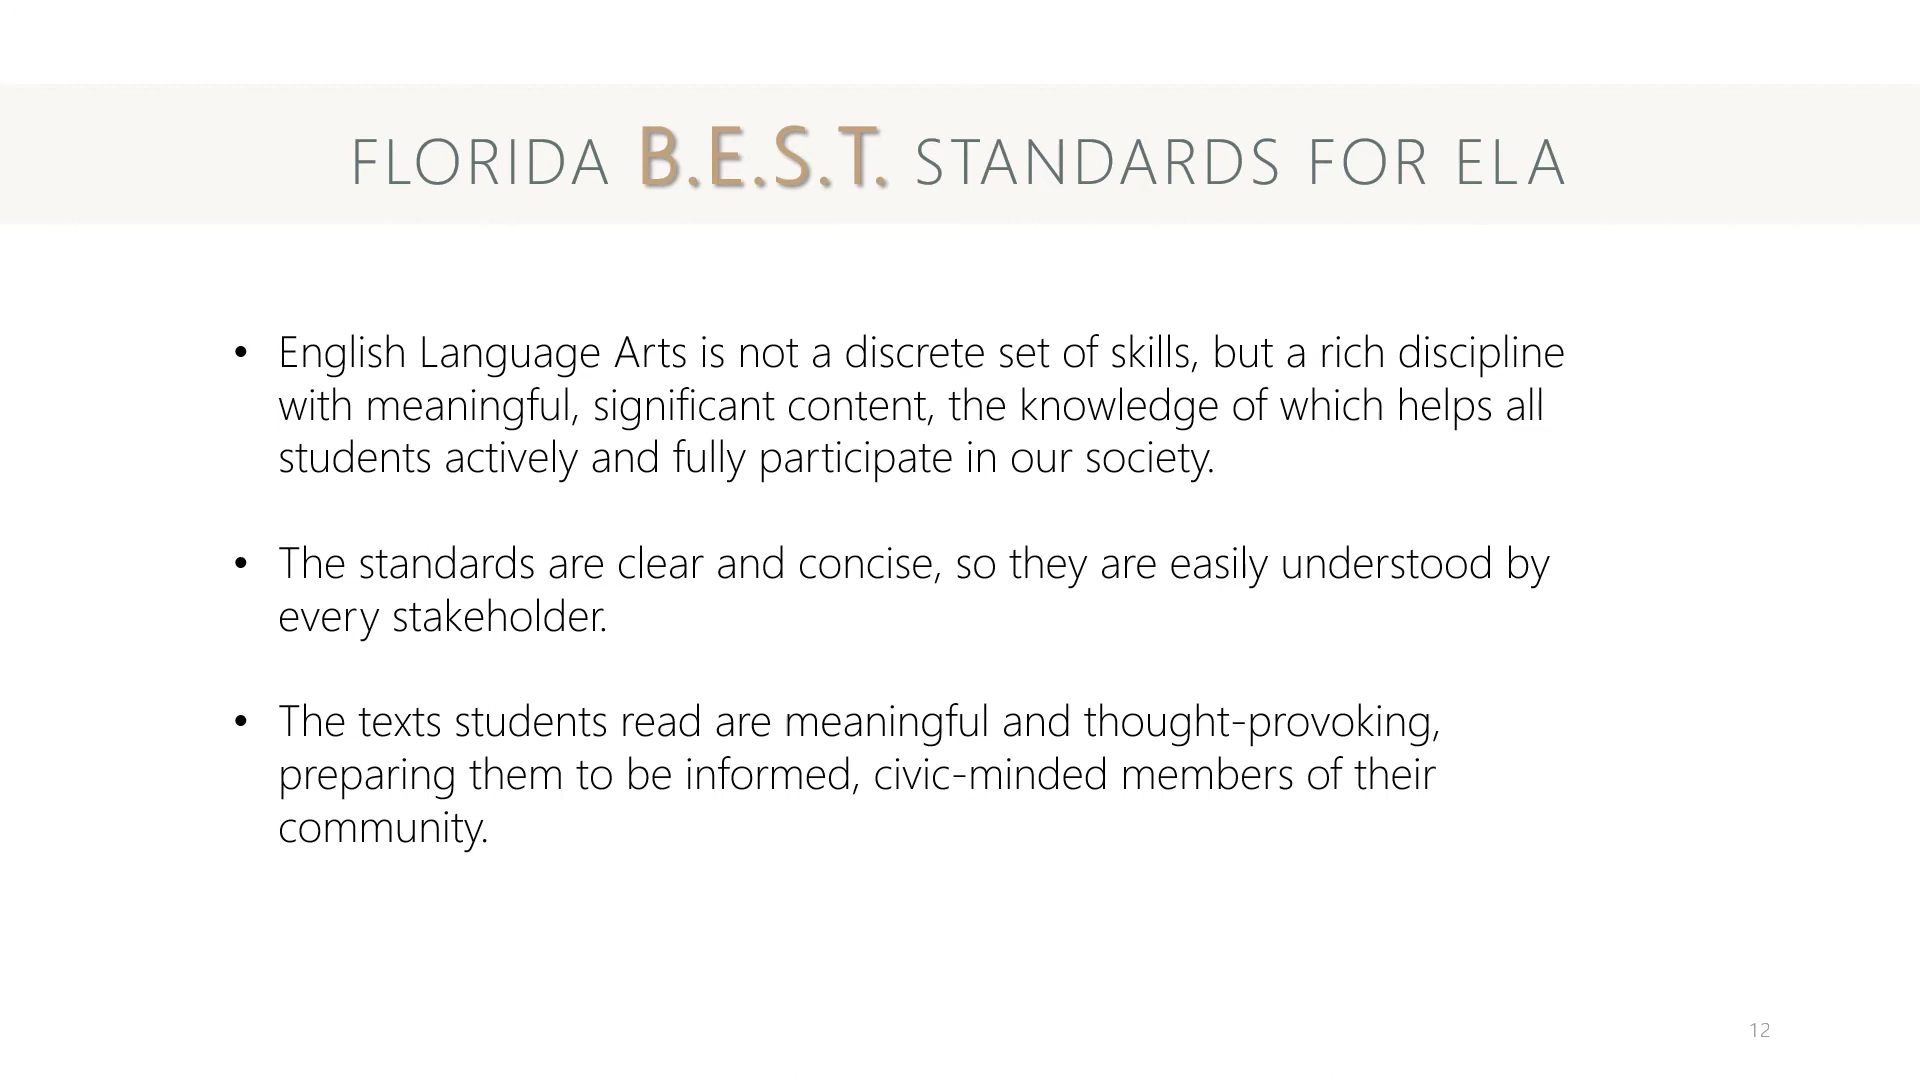 FLORIDA B.E.S.T. STANDARDS FOR ELA
• English Language Arts is not a discrete set of skills, but a rich discipline
with meaningful, significant content, the knowledge of which helps all
students actively and fully participate in our society.
• The standards are clear and concise, so they are easily understood by
every stakeholder.
• The texts students read are meaningful and thought-provoking,
preparing them to be informed, civic-minded members of their
community.
12